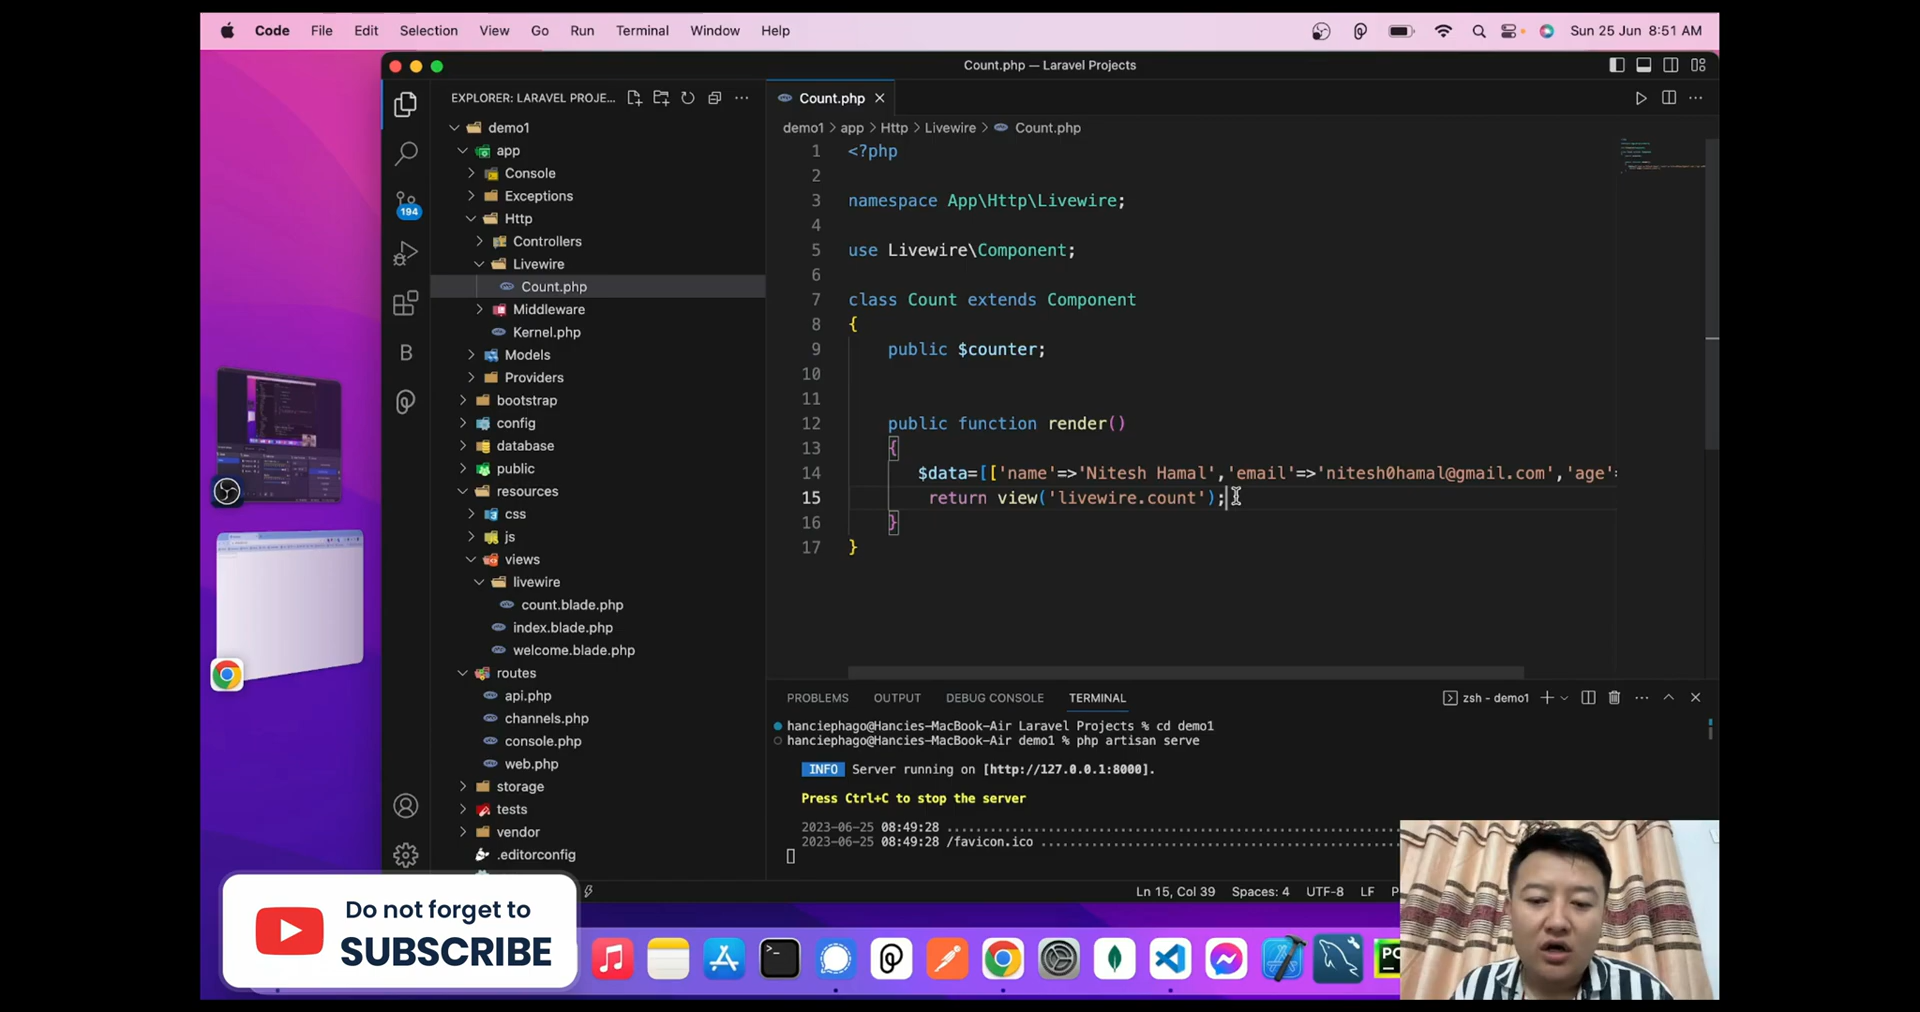 Code File Edit Selection View Go Run Terminal Window Help Sun 25 Jun 8:51 AM
Count.php — Laravel Projects
EXPLORER: LARAVEL PROJE...
demo1
app
Console
Exceptions
Http
Controllers
Livewire
Count.php
Middleware
Kernel.php
Models
Providers
bootstrap
config
database
public
resources
css
js
views
livewire
count.blade.php
index.blade.php
welcome.blade.php
routes
api.php
channels.php
console.php
web.php
storage
tests
vendor
.editorconfig
194
B
Count.php
demo1 > app > Http > Livewire > Count.php
1 <?php
2
3 namespace App\Http\Livewire;
4
5 use Livewire\Component;
6
7 class Count extends Component
8 {
9 public $counter;
10
11
12 public function render()
13 {
14 $data=[['name'=>'Nitesh Hamal','email'=>'nitesh0hamal@gmail.com','age'=
15 return view('livewire.count');
16 }
17 }
PROBLEMS OUTPUT DEBUG CONSOLE TERMINAL zsh - demo1
hanciephago@Hancies-MacBook-Air Laravel Projects % cd demo1
hanciephago@Hancies-MacBook-Air demo1 % php artisan serve
INFO Server running on [http://127.0.0.1:8000].
Press Ctrl+C to stop the server
2023-06-25 08:49:28
2023-06-25 08:49:28 /favicon.ico
Ln 15, Col 39 Spaces: 4 UTF-8 LF
Do not forget to
SUBSCRIBE
PC